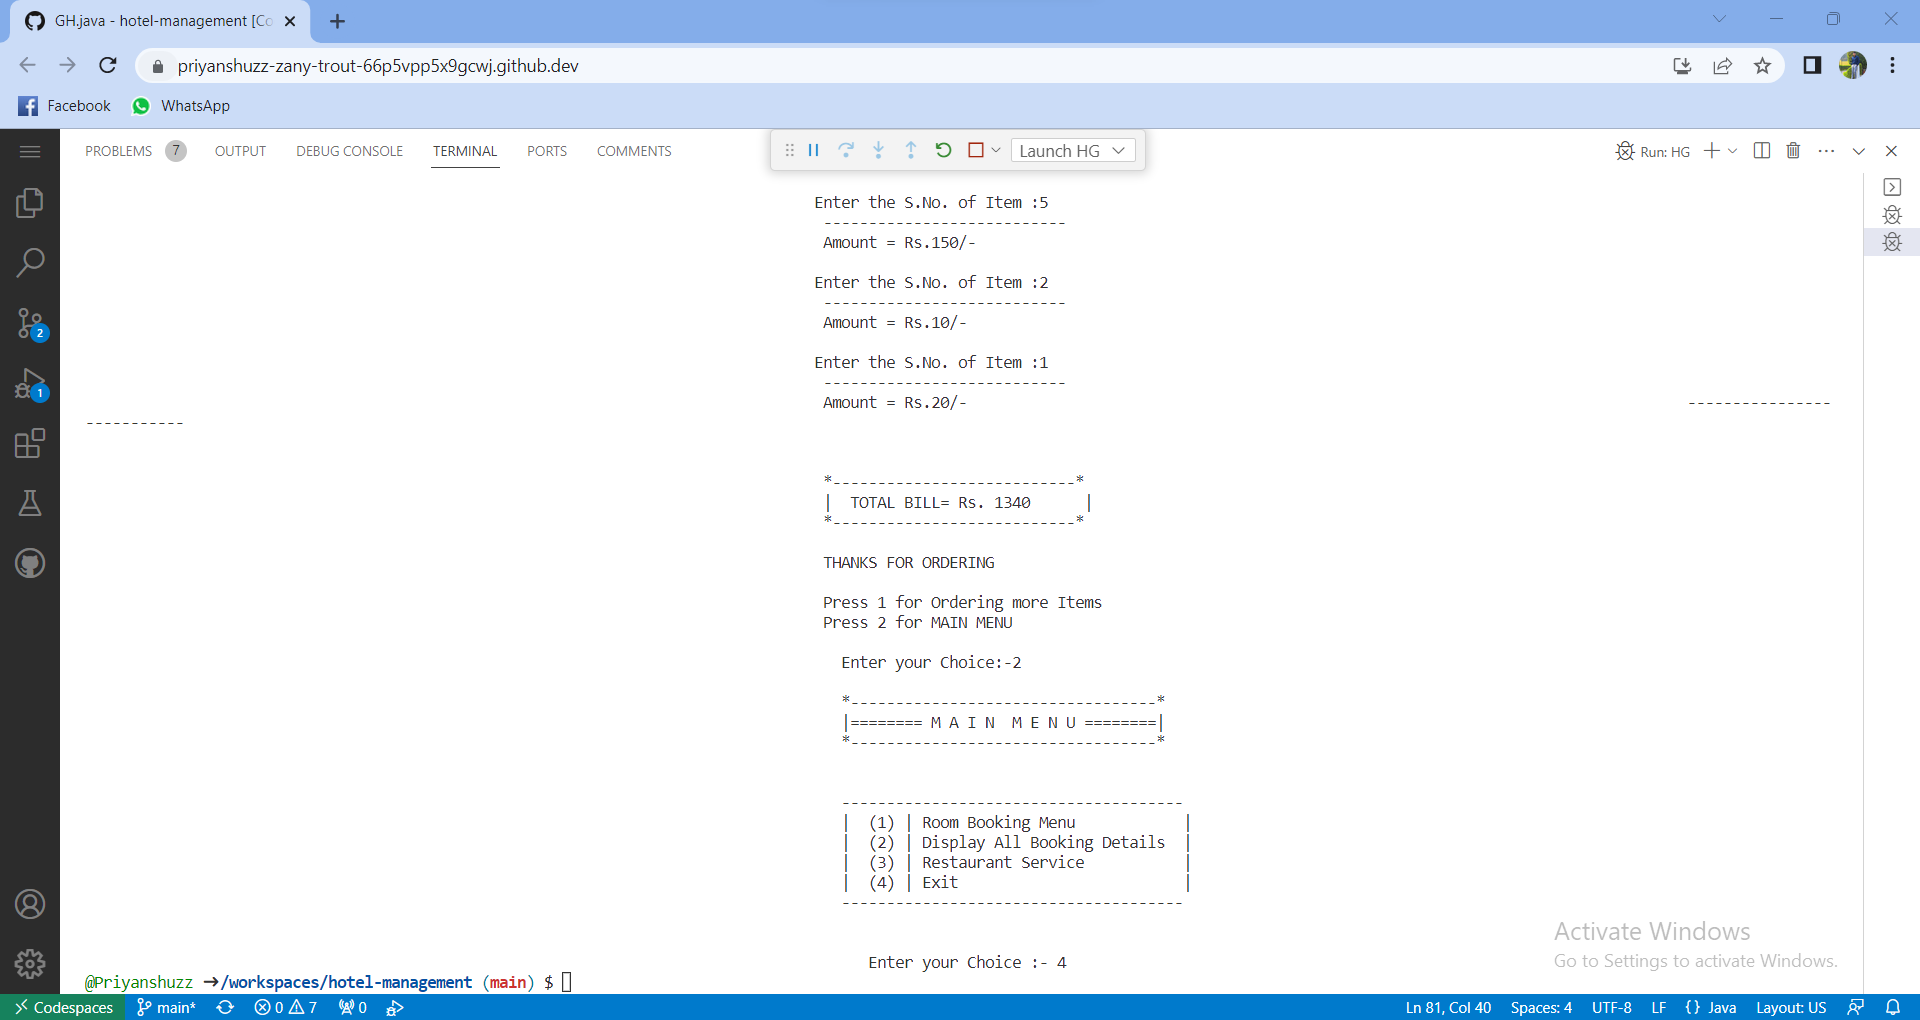 GH.java - hotel-management [Co
priyanshuzz-zany-trout-66p5vpp5x9gcwj.github.dev
Facebook WhatsApp
PROBLEMS 7 OUTPUT DEBUG CONSOLE TERMINAL PORTS COMMENTS Launch HG Run: HG
Enter the S.No. of Item :5
---------------------------
Amount = Rs.150/-
Enter the S.No. of Item :2
---------------------------
Amount = Rs.10/-
Enter the S.No. of Item :1
---------------------------
Amount = Rs.20/- ----------------
-----------
*---------------------------*
| TOTAL BILL= Rs. 1340 |
*---------------------------*
THANKS FOR ORDERING
Press 1 for Ordering more Items
Press 2 for MAIN MENU
Enter your Choice:-2
*----------------------------------*
|======== M A I N  M E N U ========|
*----------------------------------*
--------------------------------------
| (1) | Room Booking Menu |
| (2) | Display All Booking Details |
| (3) | Restaurant Service |
| (4) | Exit |
--------------------------------------
Enter your Choice :- 4
@Priyanshuzz →/workspaces/hotel-management (main) $
2
1
Activate Windows
Go to Settings to activate Windows.
Codespaces main* 0 7 0 Ln 81, Col 40 Spaces: 4 UTF-8 LF {} Java Layout: US